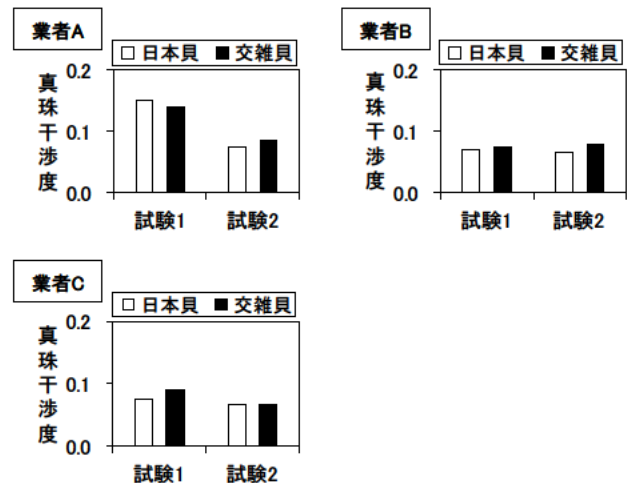 業者A
□ 日本貝 ■ 交雑貝
真珠干渉度
0.2
0.1
0.0
試験1 試験2
業者B
□ 日本貝 ■ 交雑貝
真珠干渉度
0.2
0.1
0.0
試験1 試験2
業者C
□ 日本貝 ■ 交雑貝
真珠干渉度
0.2
0.1
0.0
試験1 試験2